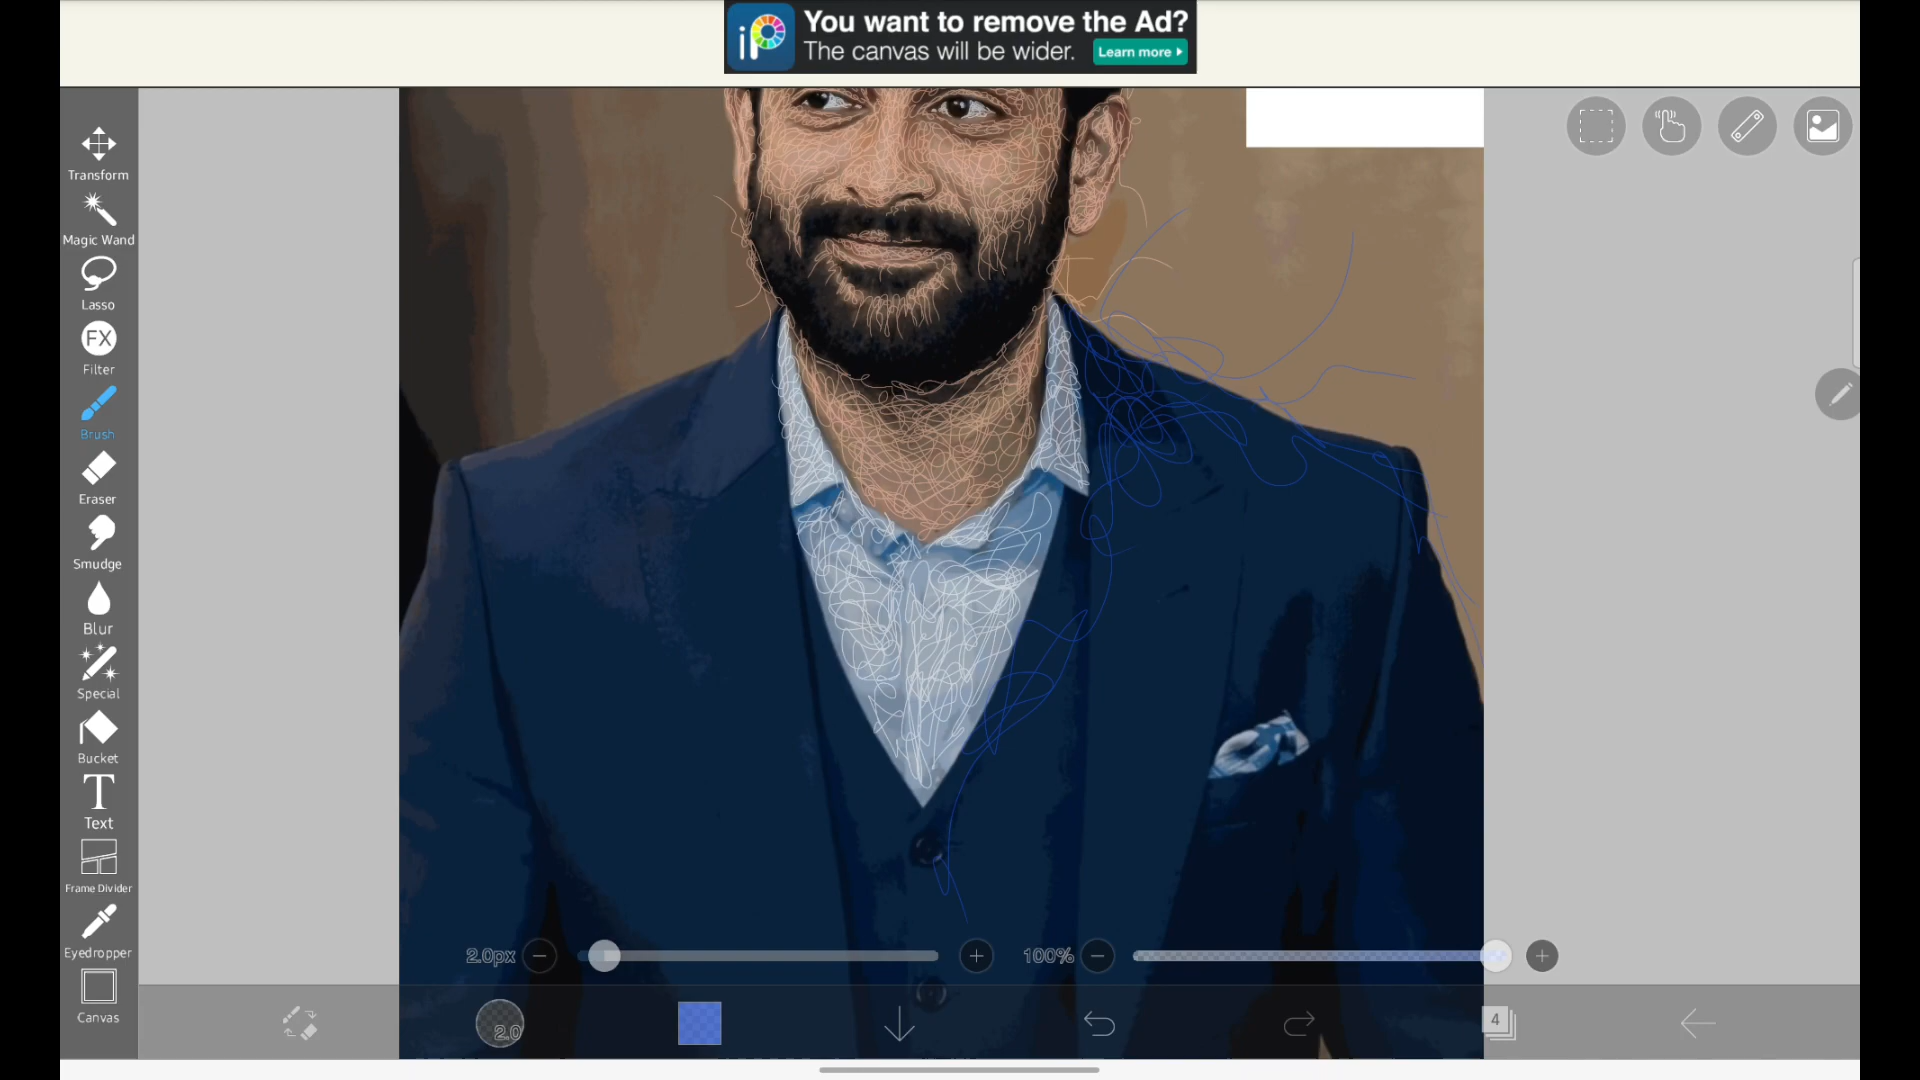 iP
You want to remove the Ad?
The canvas will be wider.
Learn more
Transform
Magic Wand
Lasso
FX
Filter
Brush
Eraser
Smudge
Blur
Special
Bucket
T
Text
Frame Divider
Eyedropper
Canvas
2.0px
100%
2.0
4